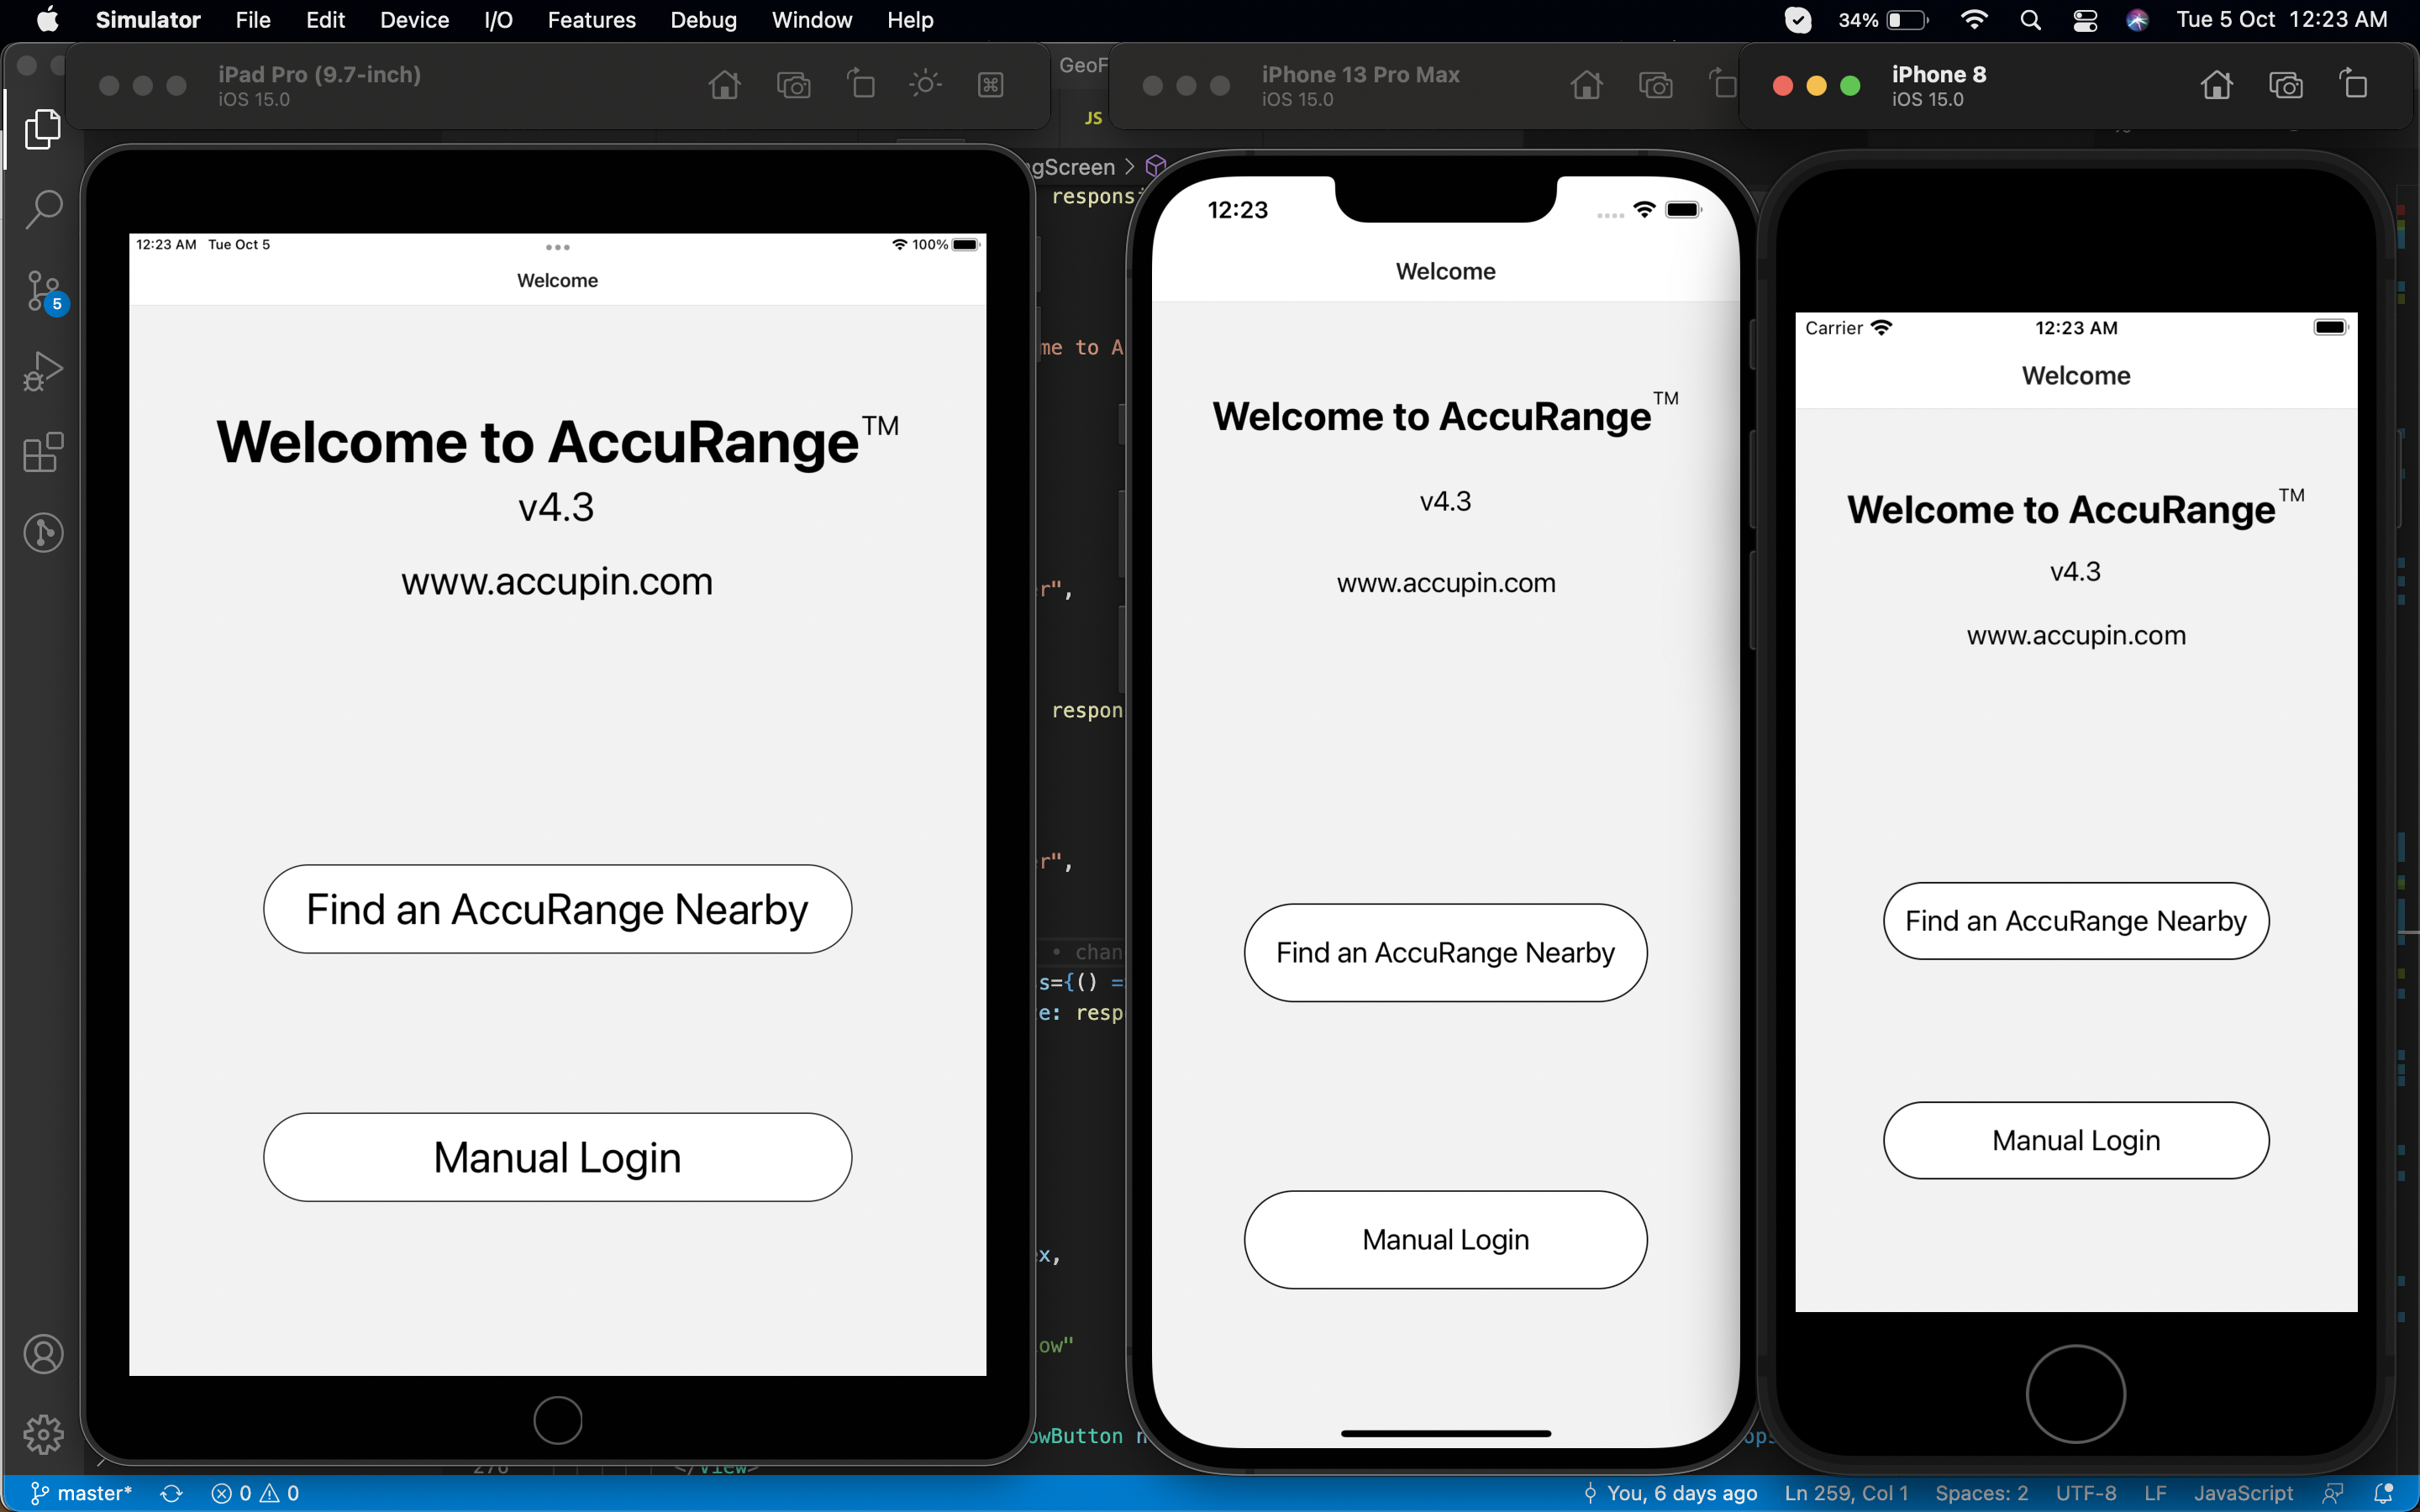 Simulator File Edit Device I/O Features Debug Window Help 34% Tue 5 Oct 12:23 AM
iPad Pro (9.7-inch)
iOS 15.0
GeoF
iPhone 13 Pro Max
iOS 15.0
iPhone 8
iOS 15.0
JS
ngScreen >
respons
12:23 AM Tue Oct 5
100%
Welcome
Welcome to AccuRange™
v4.3
www.accupin.com
Find an AccuRange Nearby
Manual Login
me to A
r",
respon
r",
• chan
s={() =
e: resp
x,
ow"
owButton n
ops
276
</View>
12:23
Welcome
Welcome to AccuRange™
v4.3
www.accupin.com
Find an AccuRange Nearby
Manual Login
Carrier 12:23 AM
Welcome
Welcome to AccuRange™
v4.3
www.accupin.com
Find an AccuRange Nearby
Manual Login
5
master* 0 0 You, 6 days ago Ln 259, Col 1 Spaces: 2 UTF-8 LF JavaScript